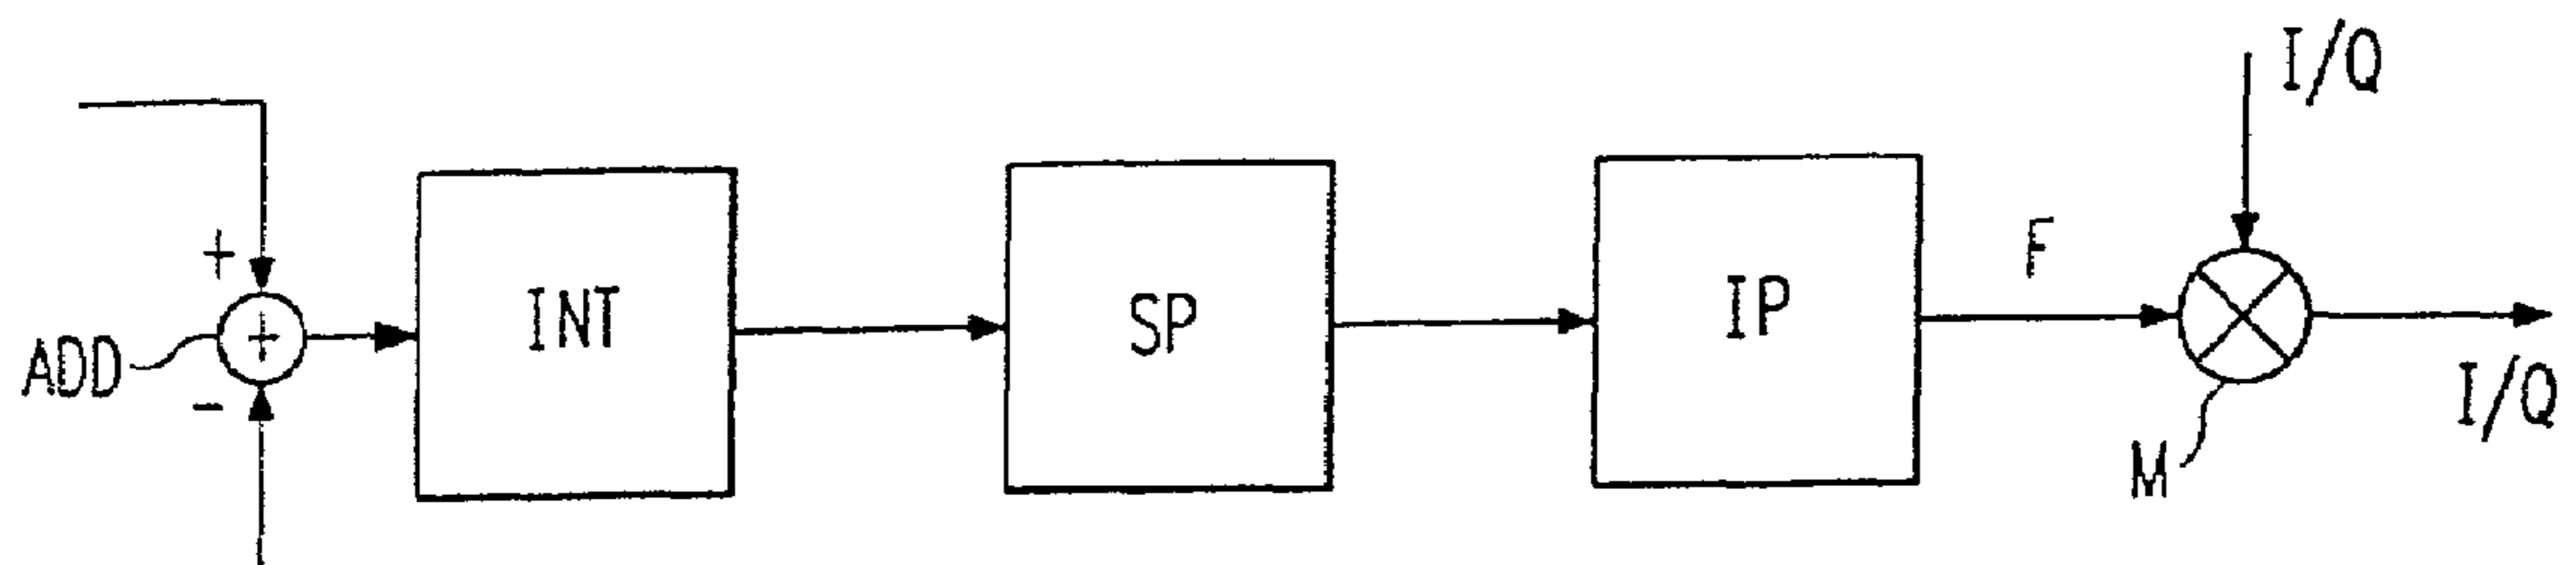 I/Q
+
F
INT
SP
IP
ADD
+
-
I/Q
M